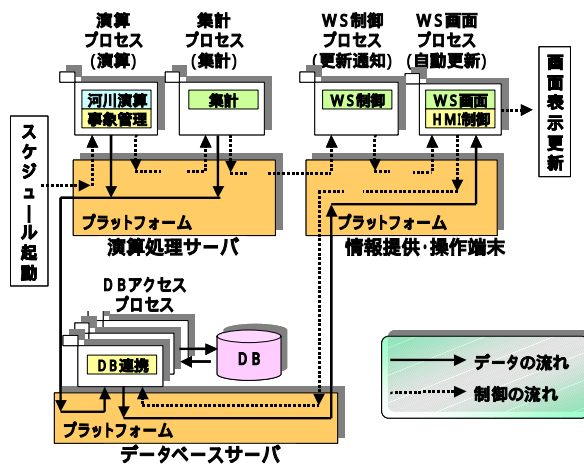 演算
プロセス
(演算)
集計
プロセス
(集計)
WS制御
プロセス
(更新通知)
WS画面
プロセス
(自動更新)
河川演算
事象管理
集計
WS制御
WS画面
HMI制御
画面表示更新
スケジュール起動
プラットフォーム
演算処理サーバ
プラットフォーム
情報提供・操作端末
DBアクセス
プロセス
DB連携
DB
プラットフォーム
データベースサーバ
データの流れ
制御の流れ